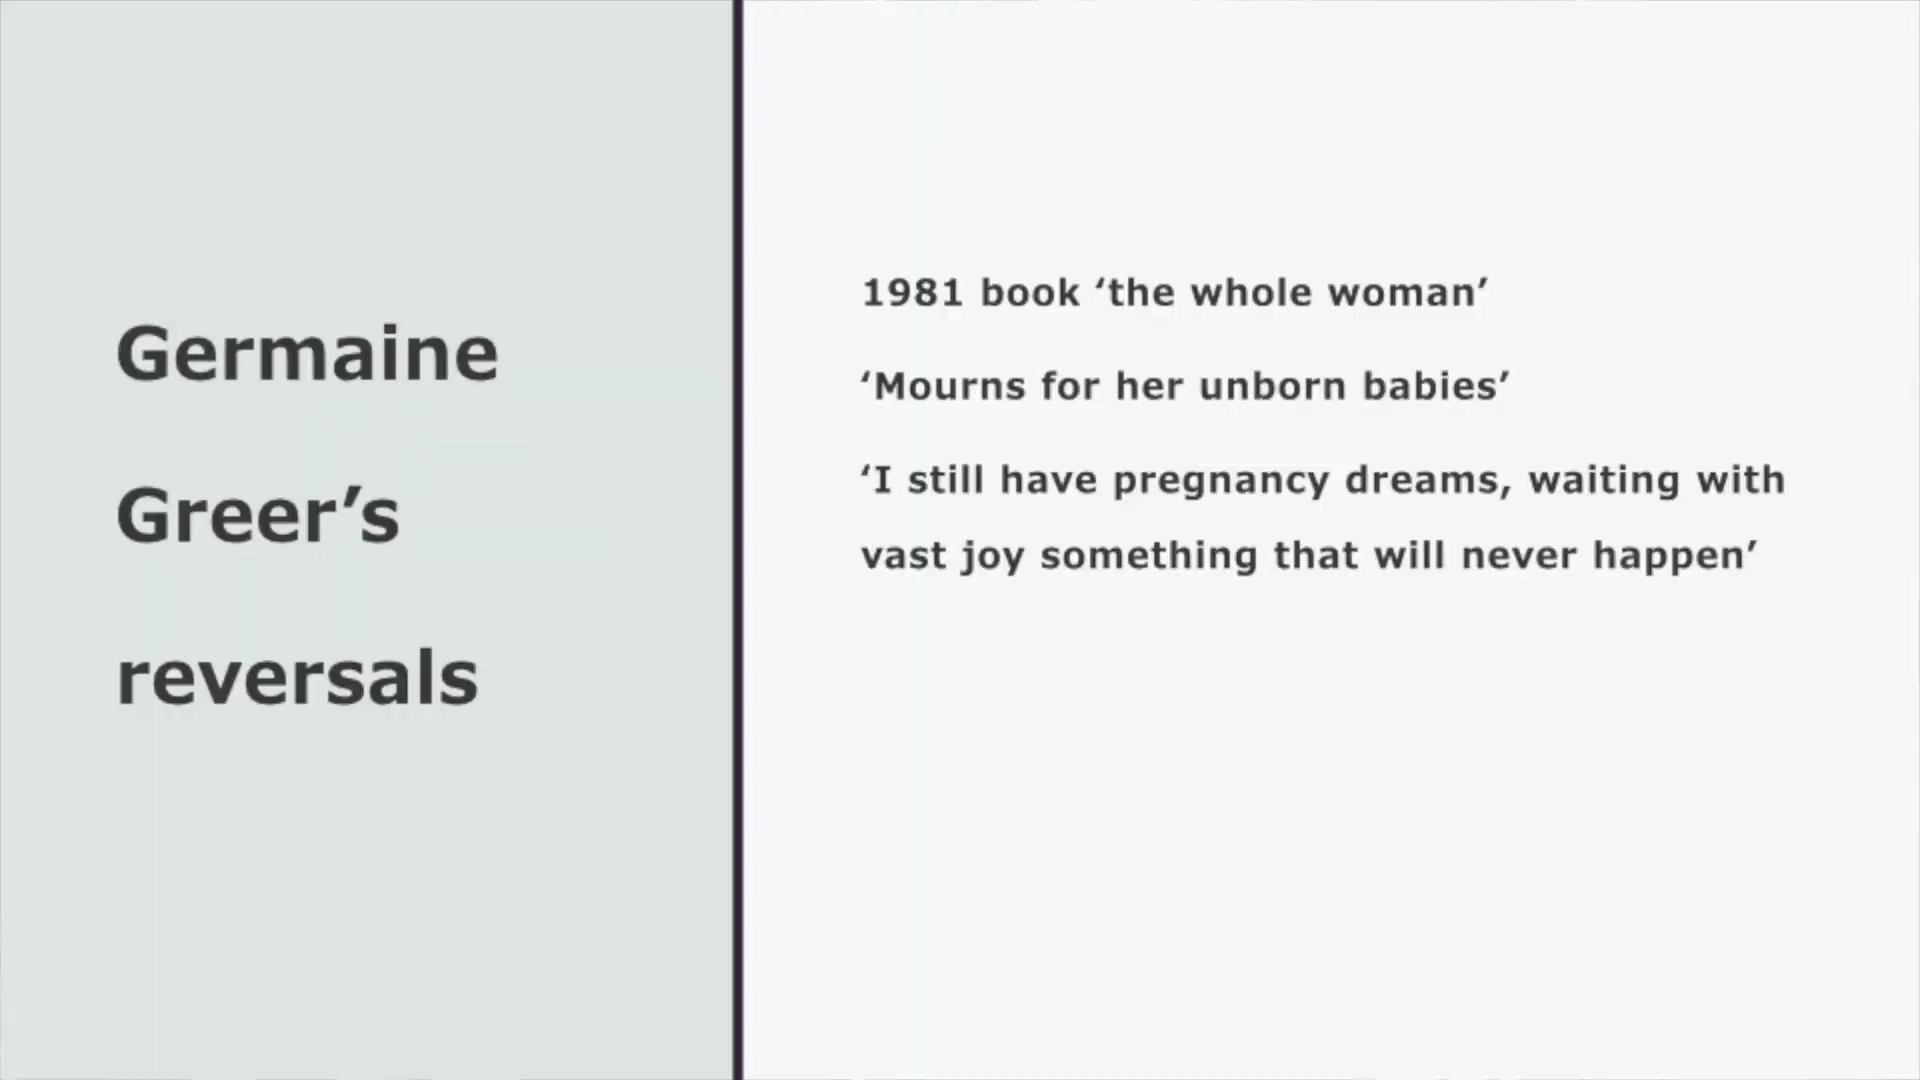 Germaine
Greer’s
reversals
1981 book ‘the whole woman’
‘Mourns for her unborn babies’
‘I still have pregnancy dreams, waiting with
vast joy something that will never happen’